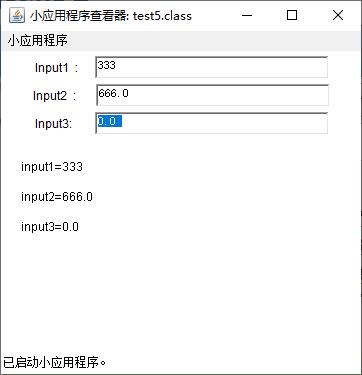 小应用程序查看器: test5.class
小应用程序
Input1 : 333
Input2 : 666.0
Input3: 0.0
input1=333
input2=666.0
input3=0.0
已启动小应用程序。